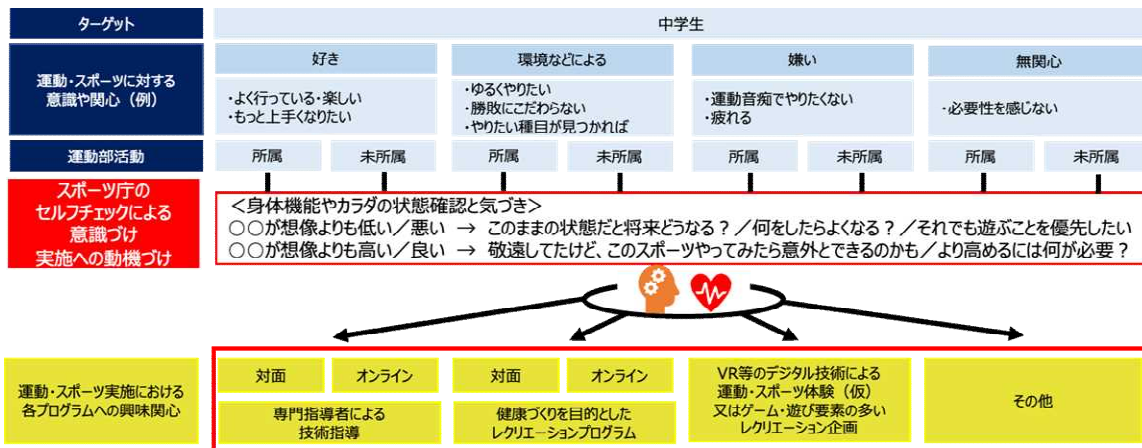 ターゲット
中学生
運動・スポーツに対する
意識や関心（例）
好き
環境などによる
嫌い
無関心
・よく行っている・楽しい
・もっと上手くなりたい
・ゆるくやりたい
・勝敗にこだわらない
・やりたい種目が見つかれば
・運動音痴でやりたくない
・疲れる
・必要性を感じない
運動部活動
所属
未所属
所属
未所属
所属
未所属
所属
未所属
スポーツ庁の
セルフチェックによる
意識づけ
実施への動機づけ
＜身体機能やカラダの状態確認と気づき＞
○○が想像よりも低い／悪い → このままの状態だと将来どうなる？／何をしたらよくなる？／それでも遊ぶことを優先したい
○○が想像よりも高い／良い → 敬遠してたけど、このスポーツやってみたら意外とできるのかも／より高めるには何が必要？
運動・スポーツ実施における
各プログラムへの興味関心
対面
オンライン
専門指導者による
技術指導
対面
オンライン
健康づくりを目的とした
レクリエーションプログラム
VR等のデジタル技術による
運動・スポーツ体験（仮）
又はゲーム・遊び要素の多い
レクリエーション企画
その他